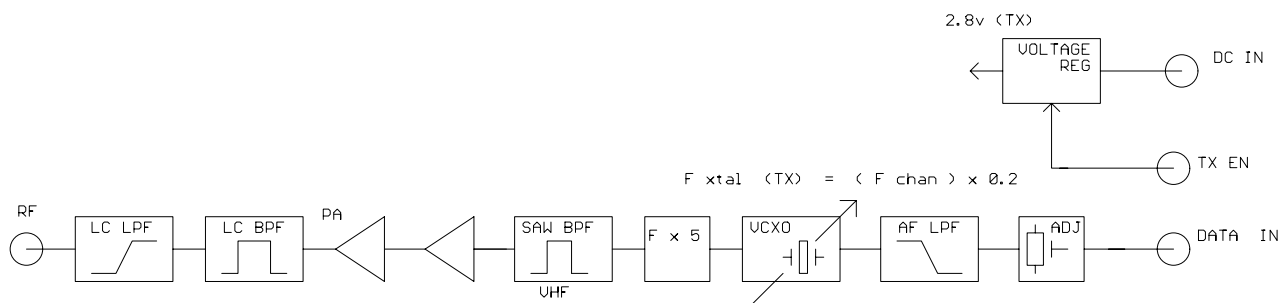 2.8v (TX)
VOLTAGE
REG
DC IN
TX EN
F xtal (TX) = ( F chan ) x 0.2
RF
LC LPF
LC BPF
PA
SAW BPF
VHF
F x 5
VCXO
AF LPF
ADJ
DATA IN